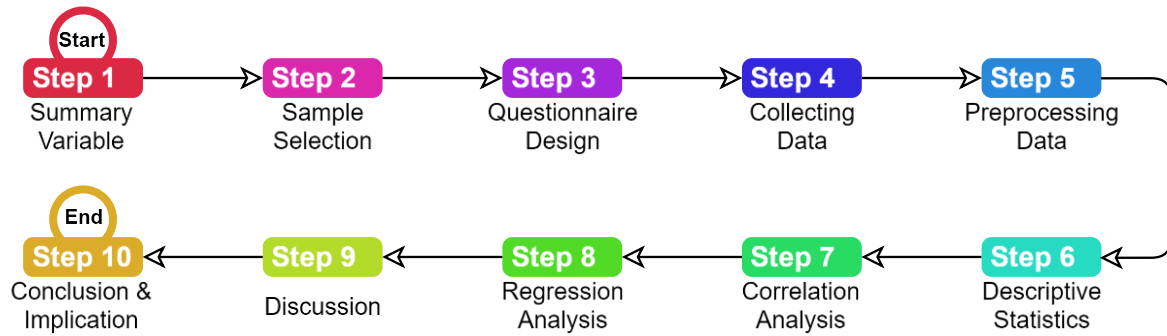 Start
Step 1
Summary
Variable
Step 2
Sample
Selection
Step 3
Questionnaire
Design
Step 4
Collecting
Data
Step 5
Preprocessing
Data
Step 6
Descriptive
Statistics
Step 7
Correlation
Analysis
Step 8
Regression
Analysis
Step 9
Discussion
End
Step 10
Conclusion &
Implication